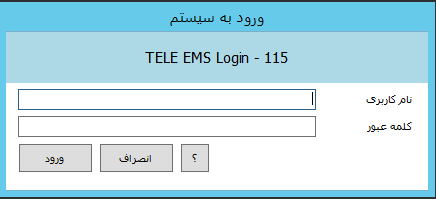 ورود به سیستم
TELE EMS Login - 115
نام کاربری
کلمه عبور
ورود انصراف ؟